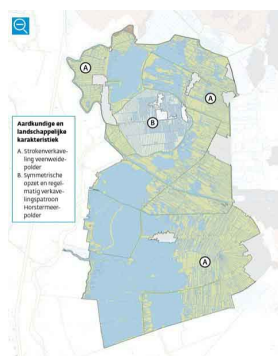 A
A
B
Aardkundige en
landschappelijke
karakteristiek
A. Strokenverkave-
ling veenweide-
polder
B. Symmetrische
opzet en regel-
matig verkave-
lingspatroon
Horstermeer-
polder
A